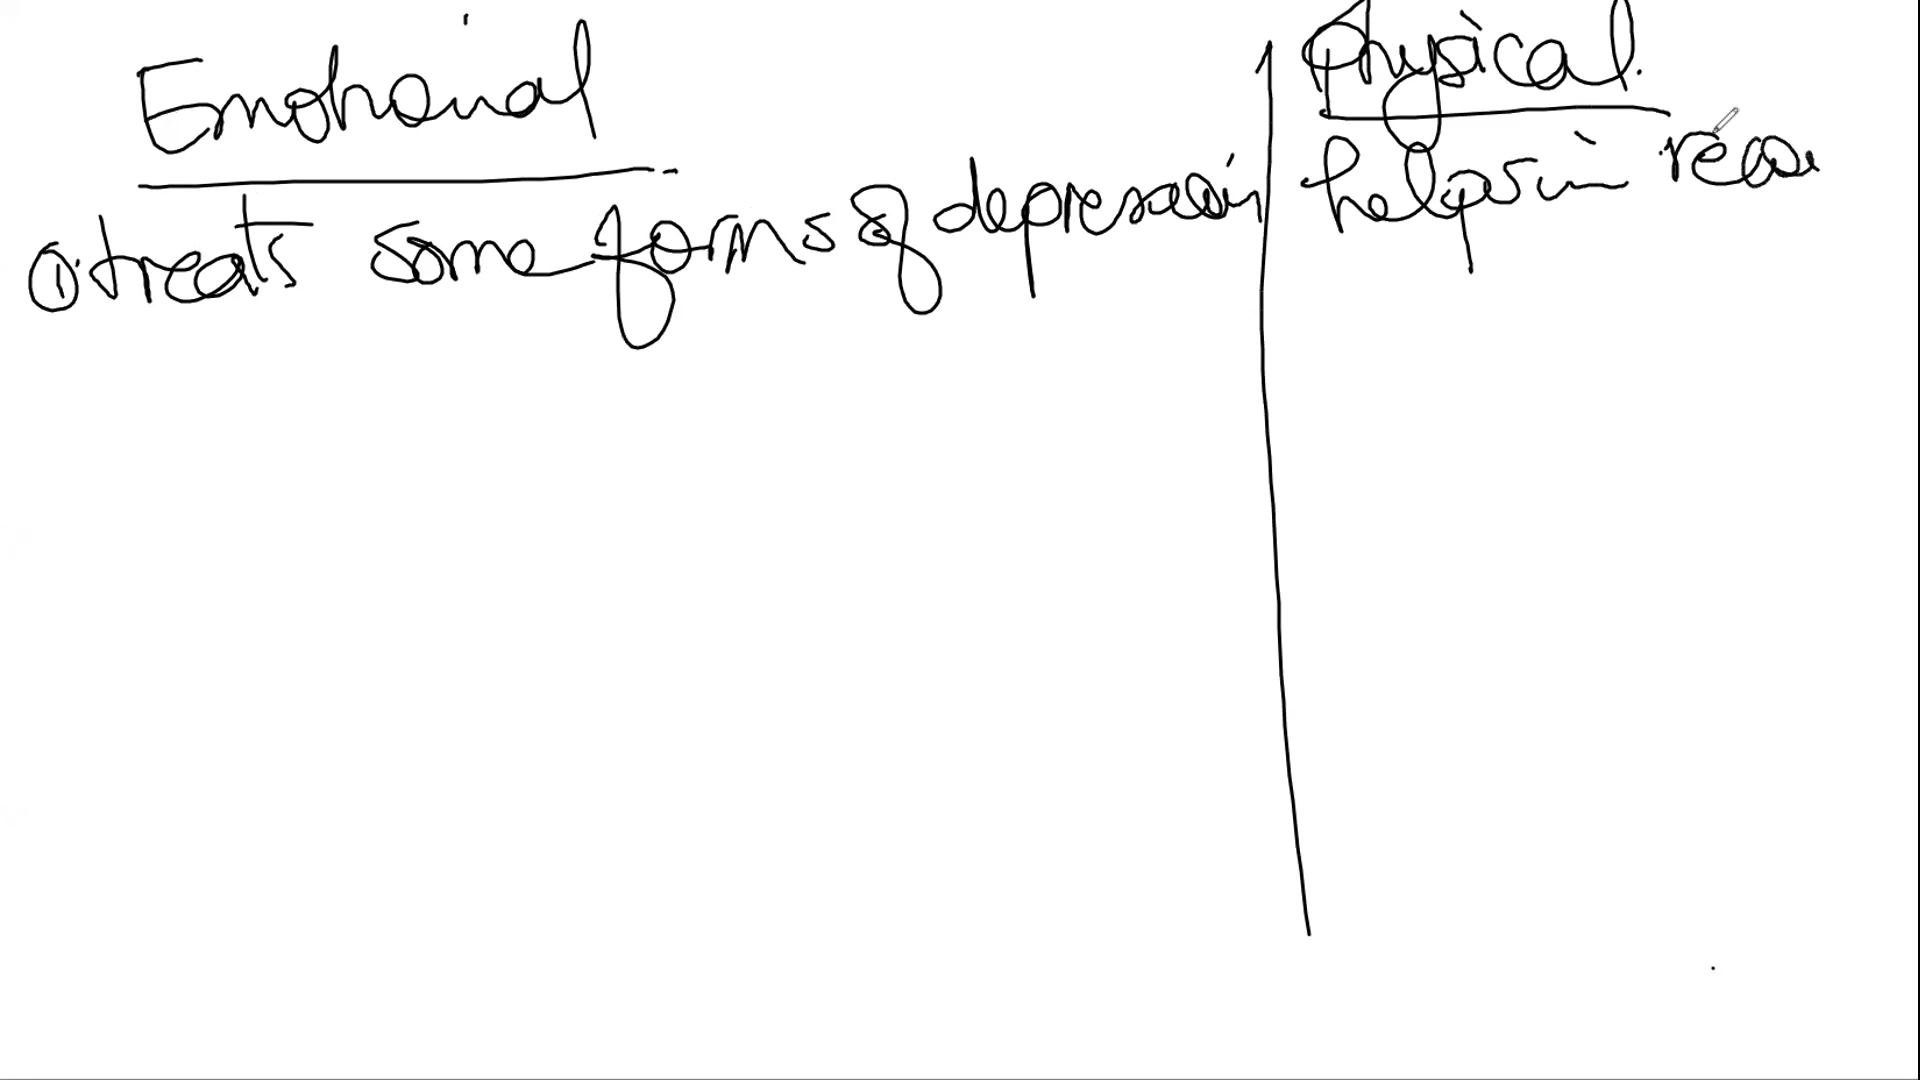 Emotional
Physical.
① treats some forms of depression
helps in